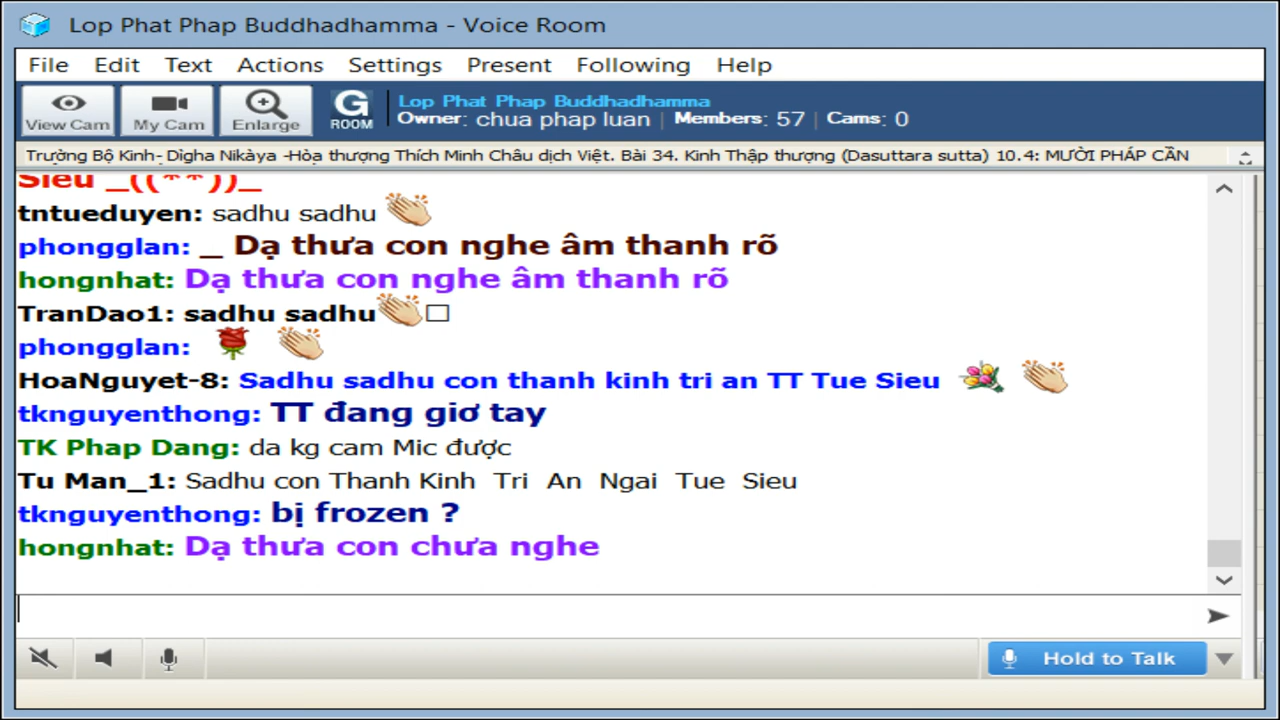 Lop Phat Phap Buddhadhamma - Voice Room
File Edit Text Actions Settings Present Following Help
View Cam My Cam Enlarge G ROOM
Lop Phat Phap Buddhadhamma
Owner: chua phap luan | Members: 57 | Cams: 0
Trường Bộ Kinh- Dìgha Nikàya -Hòa thượng Thích Minh Châu dịch Việt. Bài 34. Kinh Thập thượng (Dasuttara sutta) 10.4: MƯỜI PHÁP CẦN
Sieu _((**))_
tntueduyen: sadhu sadhu
phongglan: _ Dạ thưa con nghe âm thanh rõ
hongnhat: Dạ thưa con nghe âm thanh rõ
TranDao1: sadhu sadhu
phongglan:
HoaNguyet-8: Sadhu sadhu con thanh kinh tri an TT Tue Sieu
tknguyenthong: TT đang giơ tay
TK Phap Dang: da kg cam Mic được
Tu Man_1: Sadhu con Thanh Kinh Tri An Ngai Tue Sieu
tknguyenthong: bị frozen ?
hongnhat: Dạ thưa con chưa nghe
Hold to Talk